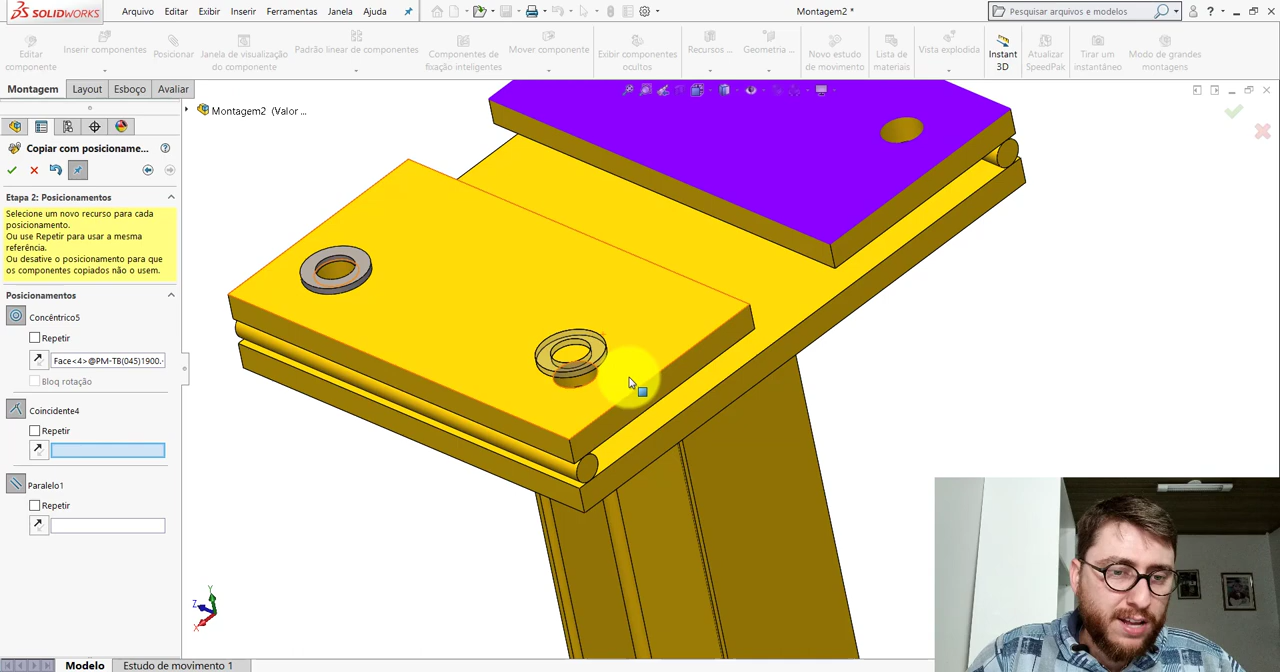 SOLIDWORKS
Arquivo Editar Exibir Inserir Ferramentas Janela Ajuda
Montagem2 *
Pesquisar arquivos e modelos
?
Editar componente
Inserir componentes
Posicionar
Janela de visualização do componente
Padrão linear de componente
Componentes de fixação inteligentes
Mover componente
Exibir componentes ocultos
Recursos ...
Geometria ...
Novo estudo de movimento
Lista de materiais
Vista explodida
Instant 3D
Atualizar SpeedPak
Tirar um instantâneo
Modo de grandes montagens
Montagem Layout Esboço Avaliar
Montagem2 (Valor ...
Copiar com posicioname...
Etapa 2: Posicionamentos
Selecione um novo recurso para cada
posicionamento.
Ou use Repetir para usar a mesma
referência.
Ou desative o posicionamento para que
os componentes copiados não o usem.
Posicionamentos
Concêntrico5
Repetir
Face<4>@PM-TB(045)1900.
Bloq rotação
Coincidente4
Repetir
Paralelo1
Repetir
Y
Z
X
Modelo Estudo de movimento 1